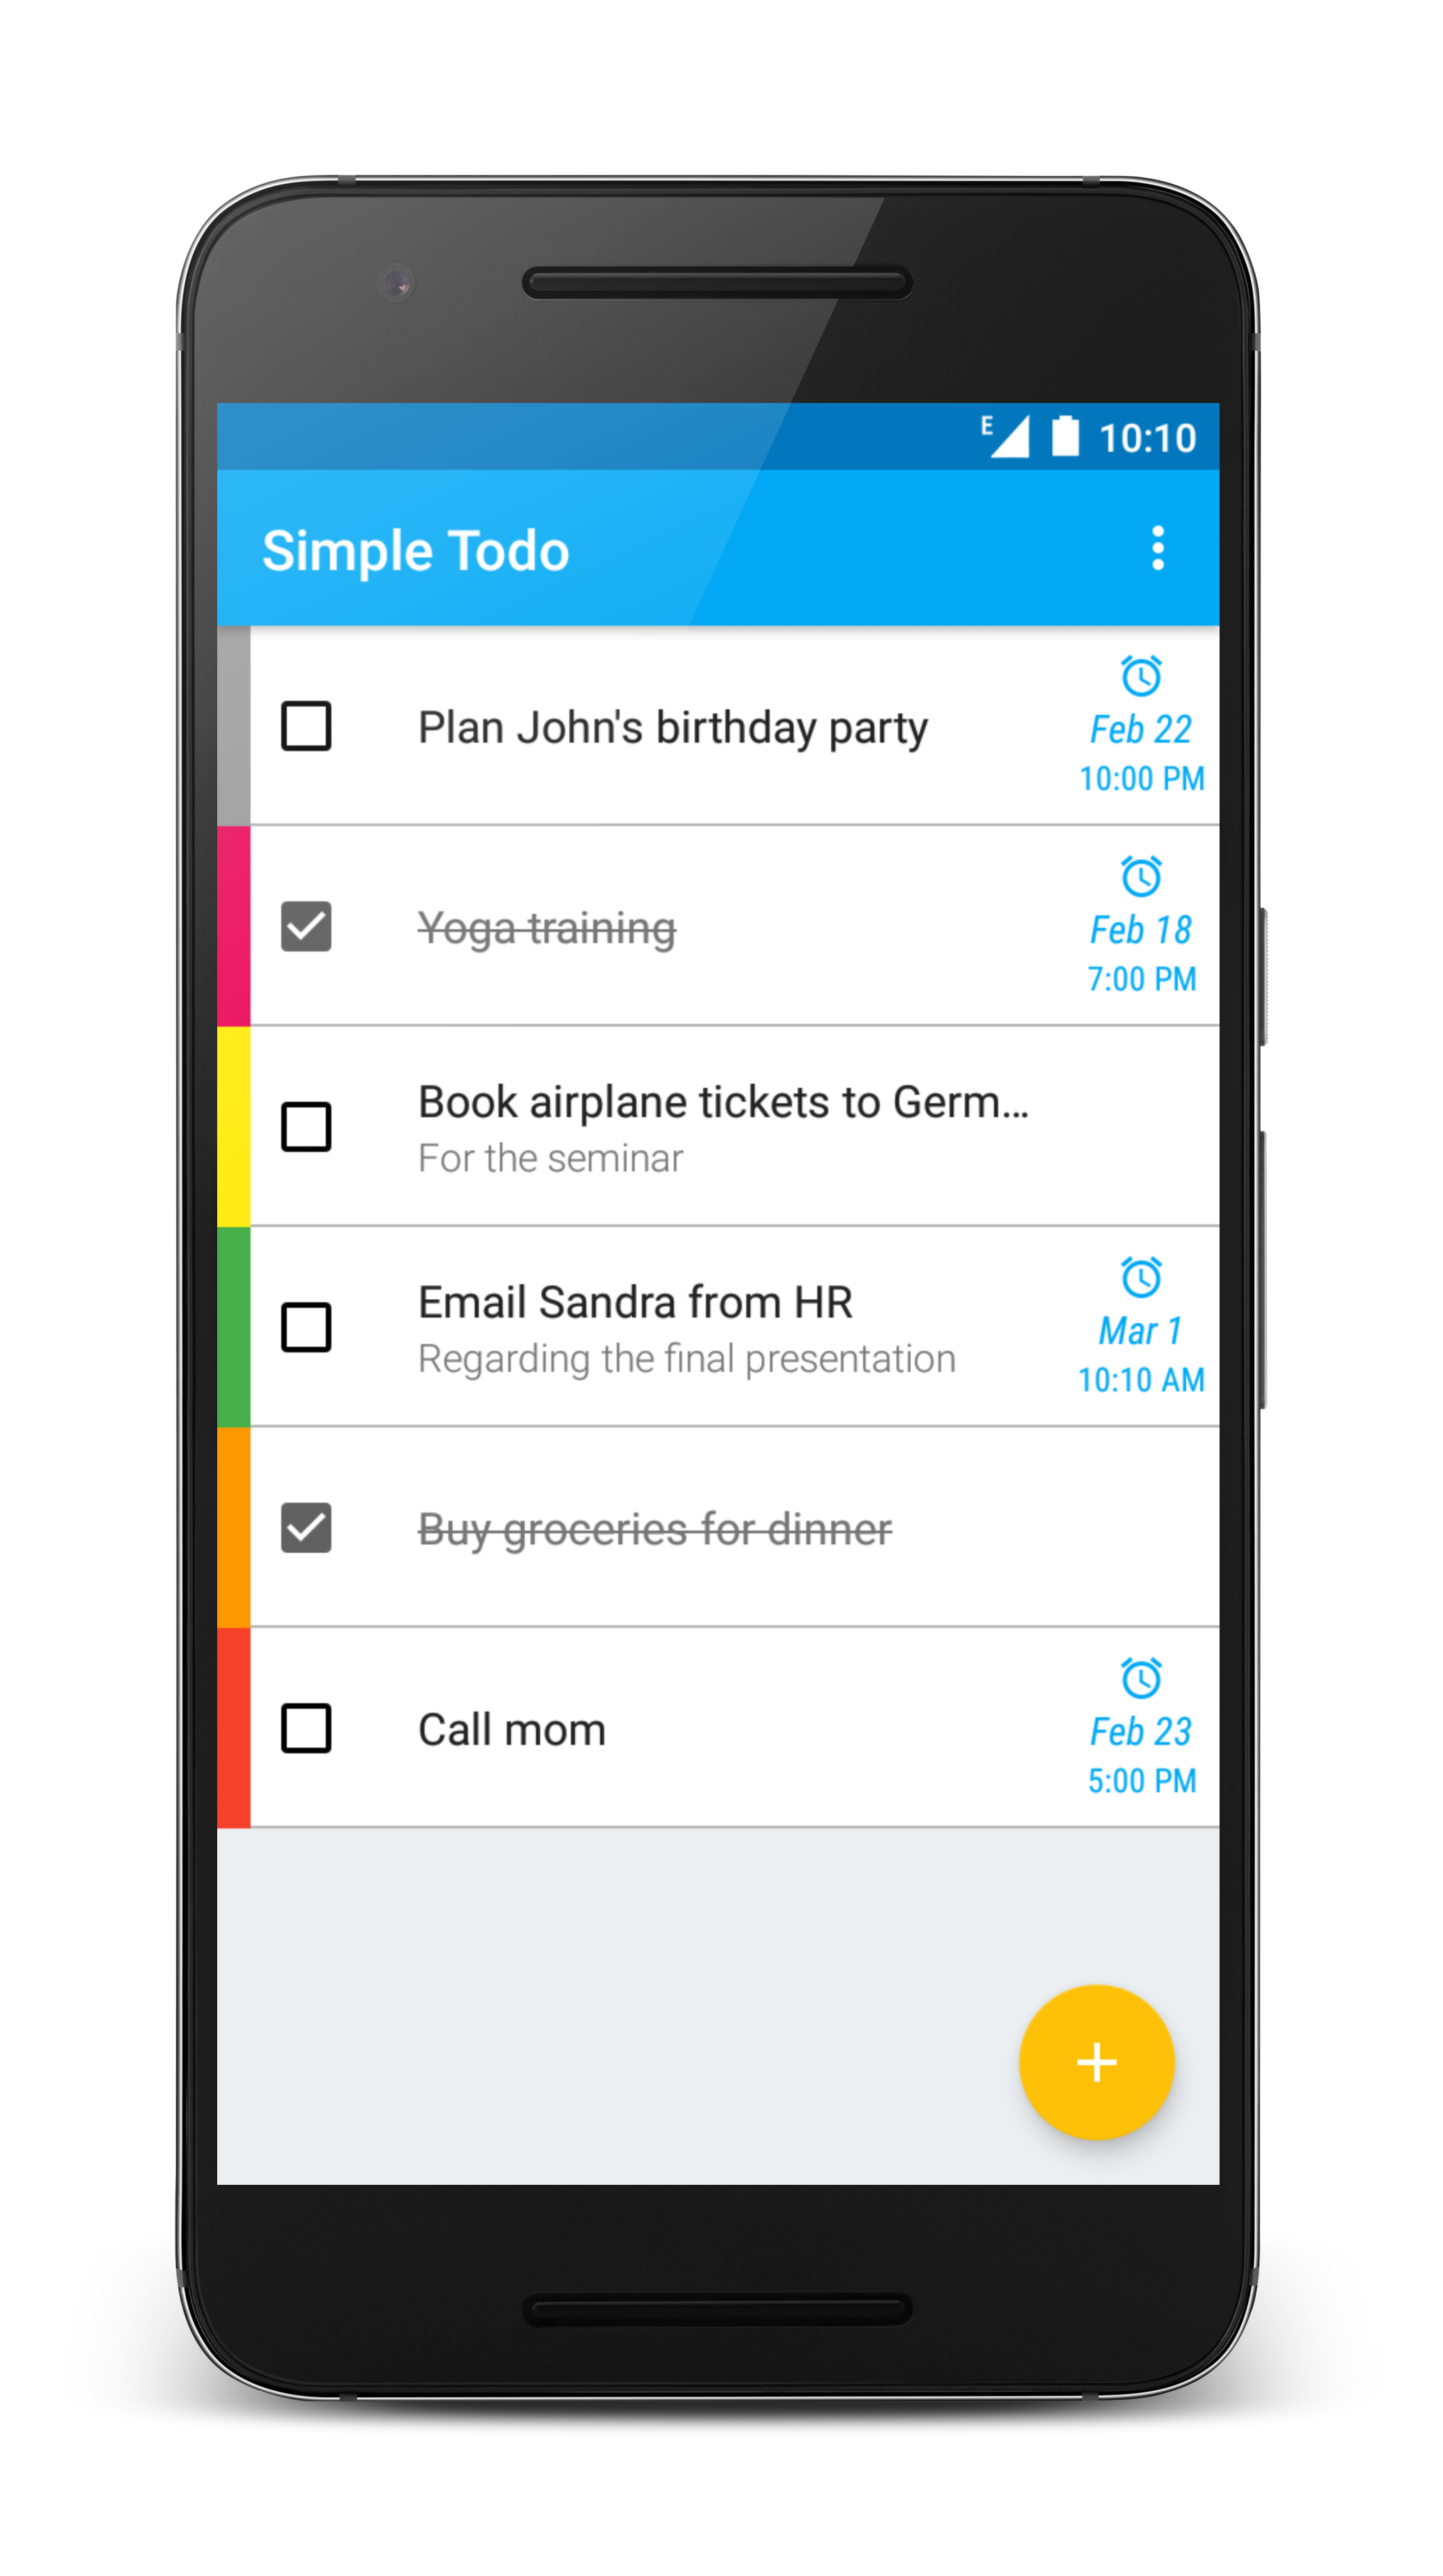 E 10:10
Simple Todo
Plan John's birthday party
Feb 22
10:00 PM
Yoga training
Feb 18
7:00 PM
Book airplane tickets to Germ...
For the seminar
Email Sandra from HR
Regarding the final presentation
Mar 1
10:10 AM
Buy groceries for dinner
Call mom
Feb 23
5:00 PM